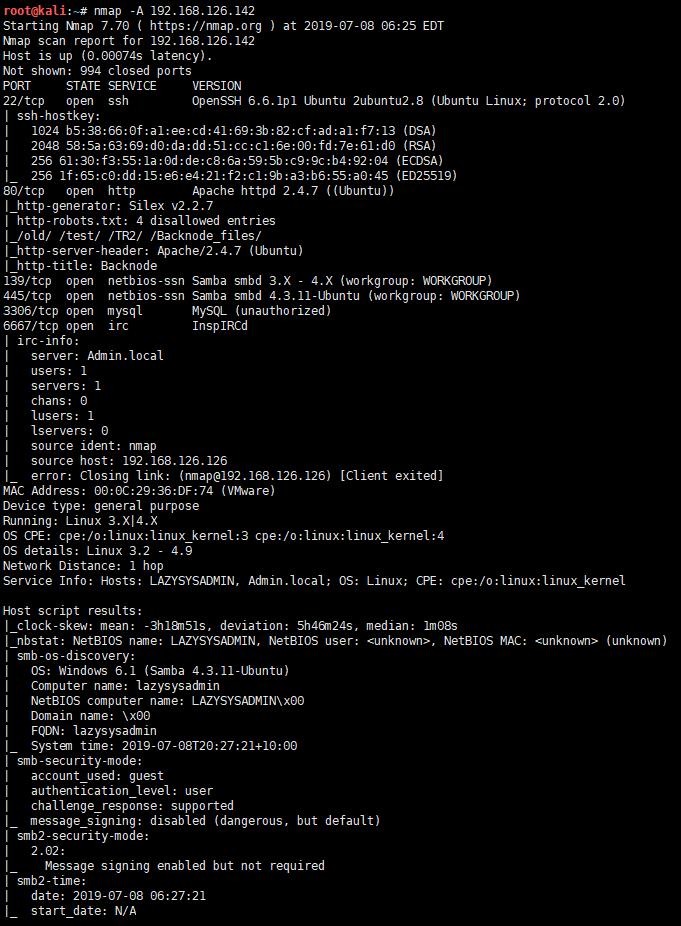 root@kali:~# nmap -A 192.168.126.142
Starting Nmap 7.70 ( https://nmap.org ) at 2019-07-08 06:25 EDT
Nmap scan report for 192.168.126.142
Host is up (0.00074s latency).
Not shown: 994 closed ports
PORT     STATE SERVICE     VERSION
22/tcp   open  ssh         OpenSSH 6.6.1p1 Ubuntu 2ubuntu2.8 (Ubuntu Linux; protocol 2.0)
| ssh-hostkey:
|   1024 b5:38:66:0f:a1:ee:cd:41:69:3b:82:cf:ad:a1:f7:13 (DSA)
|   2048 58:5a:63:69:d0:da:dd:51:cc:c1:6e:00:fd:7e:61:d0 (RSA)
|   256 61:30:f3:55:1a:0d:de:c8:6a:59:5b:c9:9c:b4:92:04 (ECDSA)
|_  256 1f:65:c0:dd:15:e6:e4:21:f2:c1:9b:a3:b6:55:a0:45 (ED25519)
80/tcp   open  http        Apache httpd 2.4.7 ((Ubuntu))
|_http-generator: Silex v2.2.7
| http-robots.txt: 4 disallowed entries
|_/old/ /test/ /TR2/ /Backnode_files/
|_http-server-header: Apache/2.4.7 (Ubuntu)
|_http-title: Backnode
139/tcp  open  netbios-ssn Samba smbd 3.X - 4.X (workgroup: WORKGROUP)
445/tcp  open  netbios-ssn Samba smbd 4.3.11-Ubuntu (workgroup: WORKGROUP)
3306/tcp open  mysql       MySQL (unauthorized)
6667/tcp open  irc         InspIRCd
| irc-info:
|   server: Admin.local
|   users: 1
|   servers: 1
|   chans: 0
|   lusers: 1
|   lservers: 0
|   source ident: nmap
|   source host: 192.168.126.126
|_  error: Closing link: (nmap@192.168.126.126) [Client exited]
MAC Address: 00:0C:29:36:DF:74 (VMware)
Device type: general purpose
Running: Linux 3.X|4.X
OS CPE: cpe:/o:linux:linux_kernel:3 cpe:/o:linux:linux_kernel:4
OS details: Linux 3.2 - 4.9
Network Distance: 1 hop
Service Info: Hosts: LAZYSYSADMIN, Admin.local; OS: Linux; CPE: cpe:/o:linux:linux_kernel
Host script results:
|_clock-skew: mean: -3h18m51s, deviation: 5h46m24s, median: 1m08s
|_nbstat: NetBIOS name: LAZYSYSADMIN, NetBIOS user: <unknown>, NetBIOS MAC: <unknown> (unknown)
| smb-os-discovery:
|   OS: Windows 6.1 (Samba 4.3.11-Ubuntu)
|   Computer name: lazysysadmin
|   NetBIOS computer name: LAZYSYSADMIN\x00
|   Domain name: \x00
|   FQDN: lazysysadmin
|_  System time: 2019-07-08T20:27:21+10:00
| smb-security-mode:
|   account_used: guest
|   authentication_level: user
|   challenge_response: supported
|_  message_signing: disabled (dangerous, but default)
| smb2-security-mode:
|   2.02:
|_    Message signing enabled but not required
| smb2-time:
|   date: 2019-07-08 06:27:21
|_  start_date: N/A